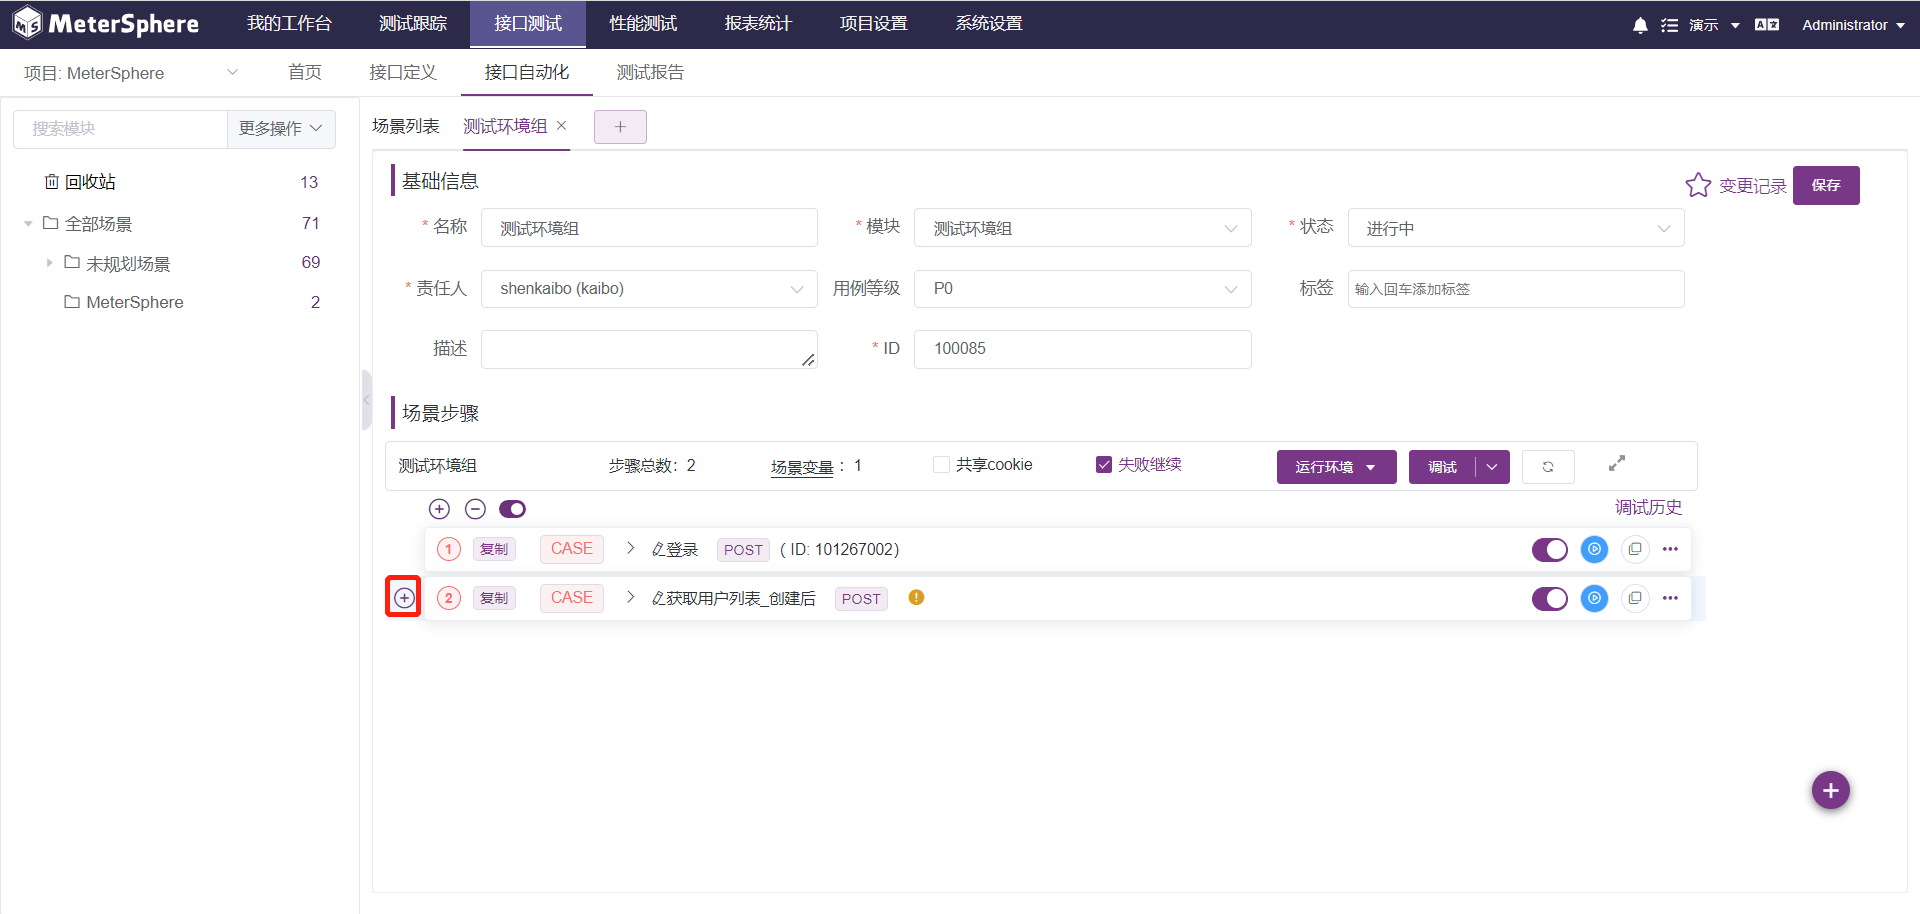 MeterSphere 我的工作台 测试跟踪 接口测试 性能测试 报表统计 项目设置 系统设置 演示 Administrator
项目: MeterSphere 首页 接口定义 接口自动化 测试报告
搜索模块 更多操作
回收站 13
全部场景 71
未规划场景 69
MeterSphere 2
场景列表 测试环境组
基础信息 变更记录 保存
* 名称 测试环境组 * 模块 测试环境组 * 状态 进行中
* 责任人 shenkaibo (kaibo) 用例等级 P0 标签 输入回车添加标签
描述 * ID 100085
场景步骤
测试环境组 步骤总数：2 场景变量：1 共享cookie 失败继续 运行环境 调试
调试历史
1 复制 CASE 登录 POST ( ID: 101267002)
2 复制 CASE 获取用户列表_创建后 POST